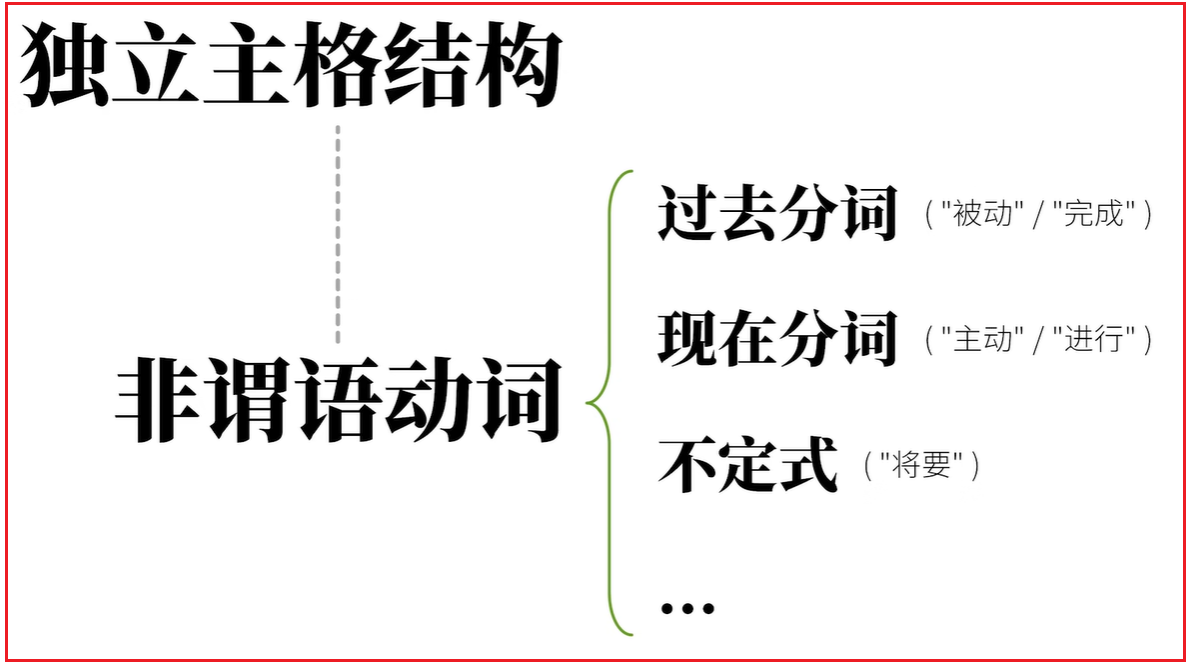 独立主格结构
过去分词 ( "被动" / "完成" )
现在分词 ( "主动" / "进行" )
非谓语动词
不定式 ( "将要" )
...